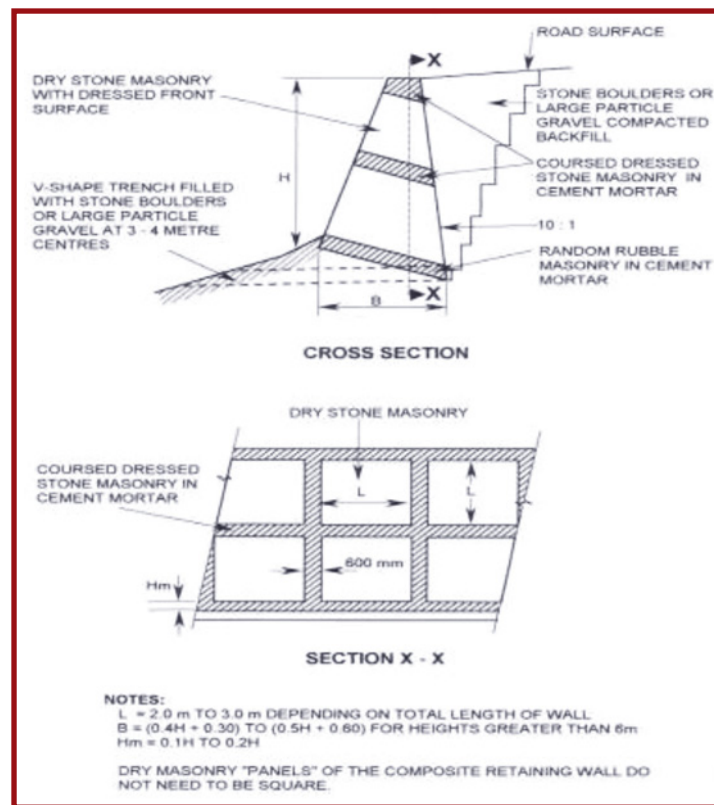 X
ROAD SURFACE
DRY STONE MASONRY
WITH DRESSED FRONT
SURFACE
STONE BOULDERS OR
LARGE PARTICLE
GRAVEL COMPACTED
BACKFILL
H
COURSED DRESSED
STONE MASONRY IN
CEMENT MORTAR
V-SHAPE TRENCH FILLED
WITH STONE BOULDERS
OR LARGE PARTICLE
GRAVEL AT 3 - 4 METRE
CENTRES
10 : 1
RANDOM RUBBLE
MASONRY IN CEMENT
MORTAR
X
B
CROSS SECTION
DRY STONE MASONRY
COURSED DRESSED
STONE MASONRY IN
CEMENT MORTAR
L
L
600 mm
Hm
SECTION X - X
NOTES:
L = 2.0 m TO 3.0 m DEPENDING ON TOTAL LENGTH OF WALL
B = (0.4H + 0.30) TO (0.5H + 0.60) FOR HEIGHTS GREATER THAN 6m
Hm = 0.1H TO 0.2H
DRY MASONRY "PANELS" OF THE COMPOSITE RETAINING WALL DO
NOT NEED TO BE SQUARE.